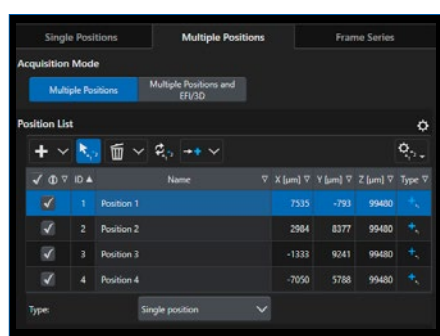 Single Positions Multiple Positions Frame Series
Acquisition Mode
Multiple Positions Multiple Positions and
EFI/3D
Position List
ID Name X [µm] Y [µm] Z [µm] Type
1 Position 1 7535 -793 99480
2 Position 2 2984 8377 99480
3 Position 3 -1333 9241 99480
4 Position 4 -7050 5788 99480
Type: Single position